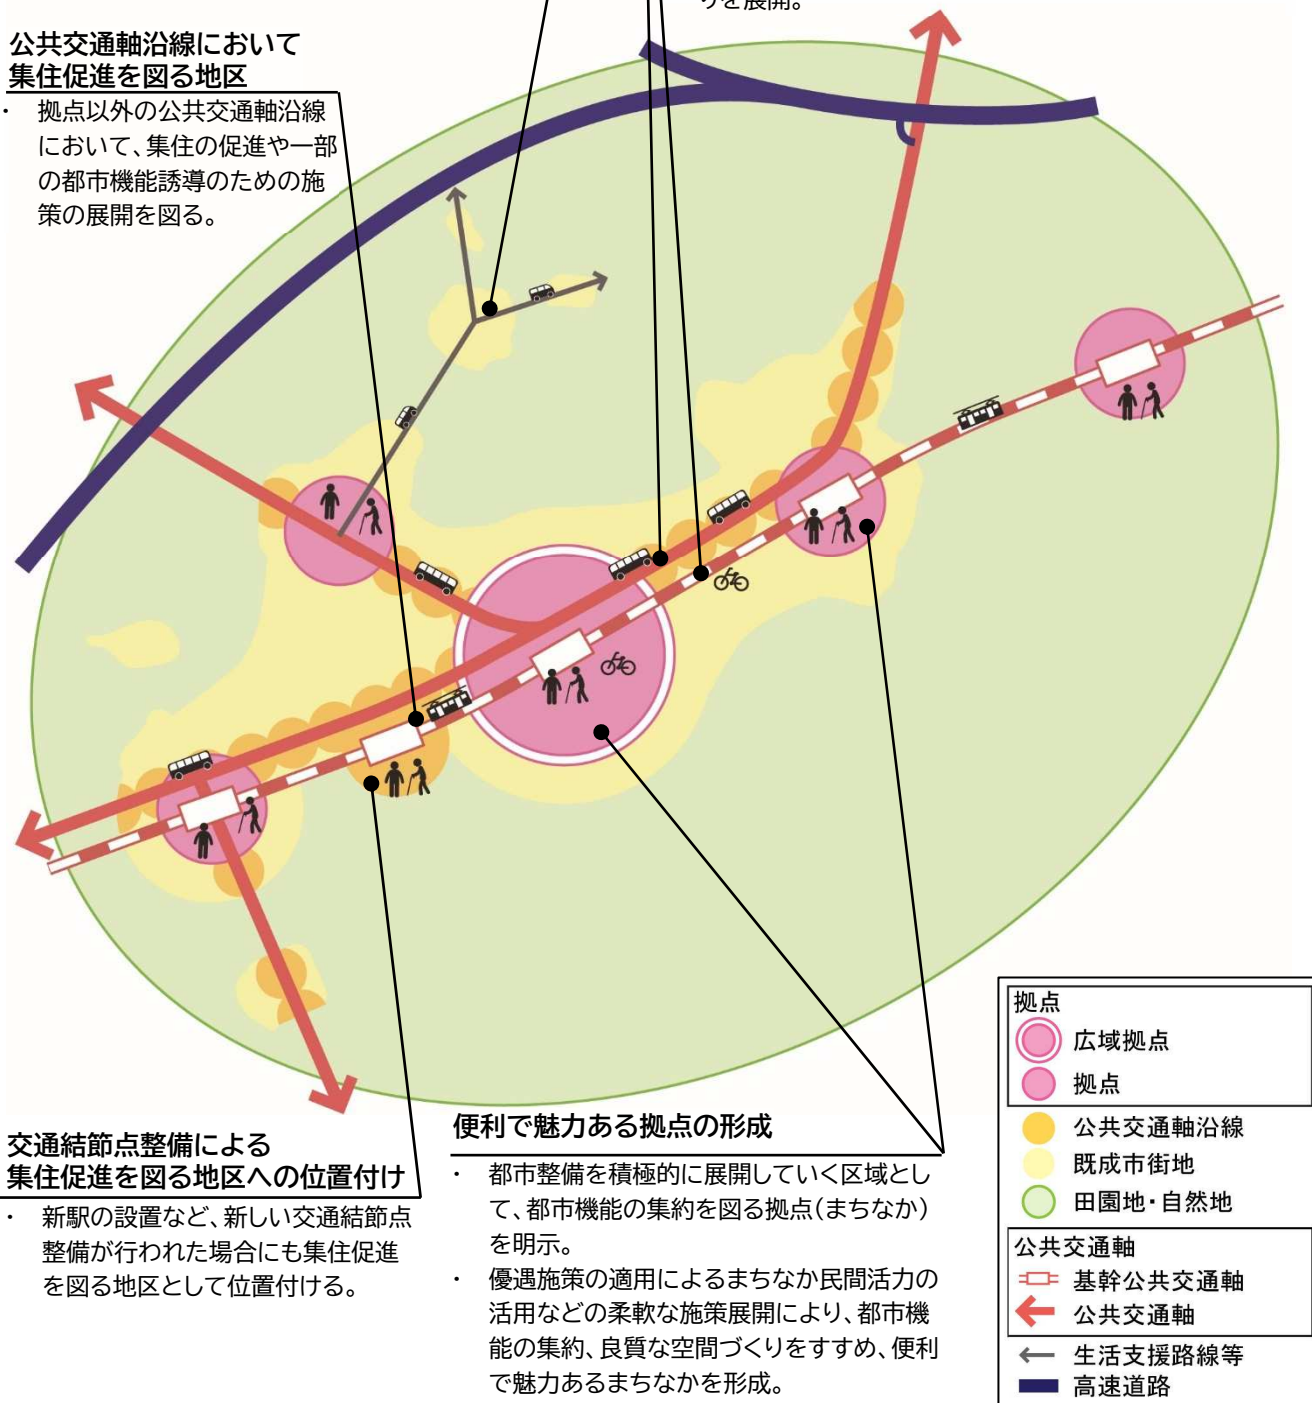 りを展開。
公共交通軸沿線において
集住促進を図る地区
・ 拠点以外の公共交通軸沿線
において、集住の促進や一部
の都市機能誘導のための施
策の展開を図る。
交通結節点整備による
集住促進を図る地区への位置付け
・ 新駅の設置など、新しい交通結節点
整備が行われた場合にも集住促進
を図る地区として位置付ける。
便利で魅力ある拠点の形成
・ 都市整備を積極的に展開していく区域とし
て、都市機能の集約を図る拠点（まちなか）
を明示。
・ 優遇施策の適用によるまちなか民間活力の
活用などの柔軟な施策展開により、都市機
能の集約、良質な空間づくりをすすめ、便利
で魅力あるまちなかを形成。
拠点
広域拠点
拠点
公共交通軸沿線
既成市街地
田園地・自然地
公共交通軸
基幹公共交通軸
公共交通軸
生活支援路線等
高速道路